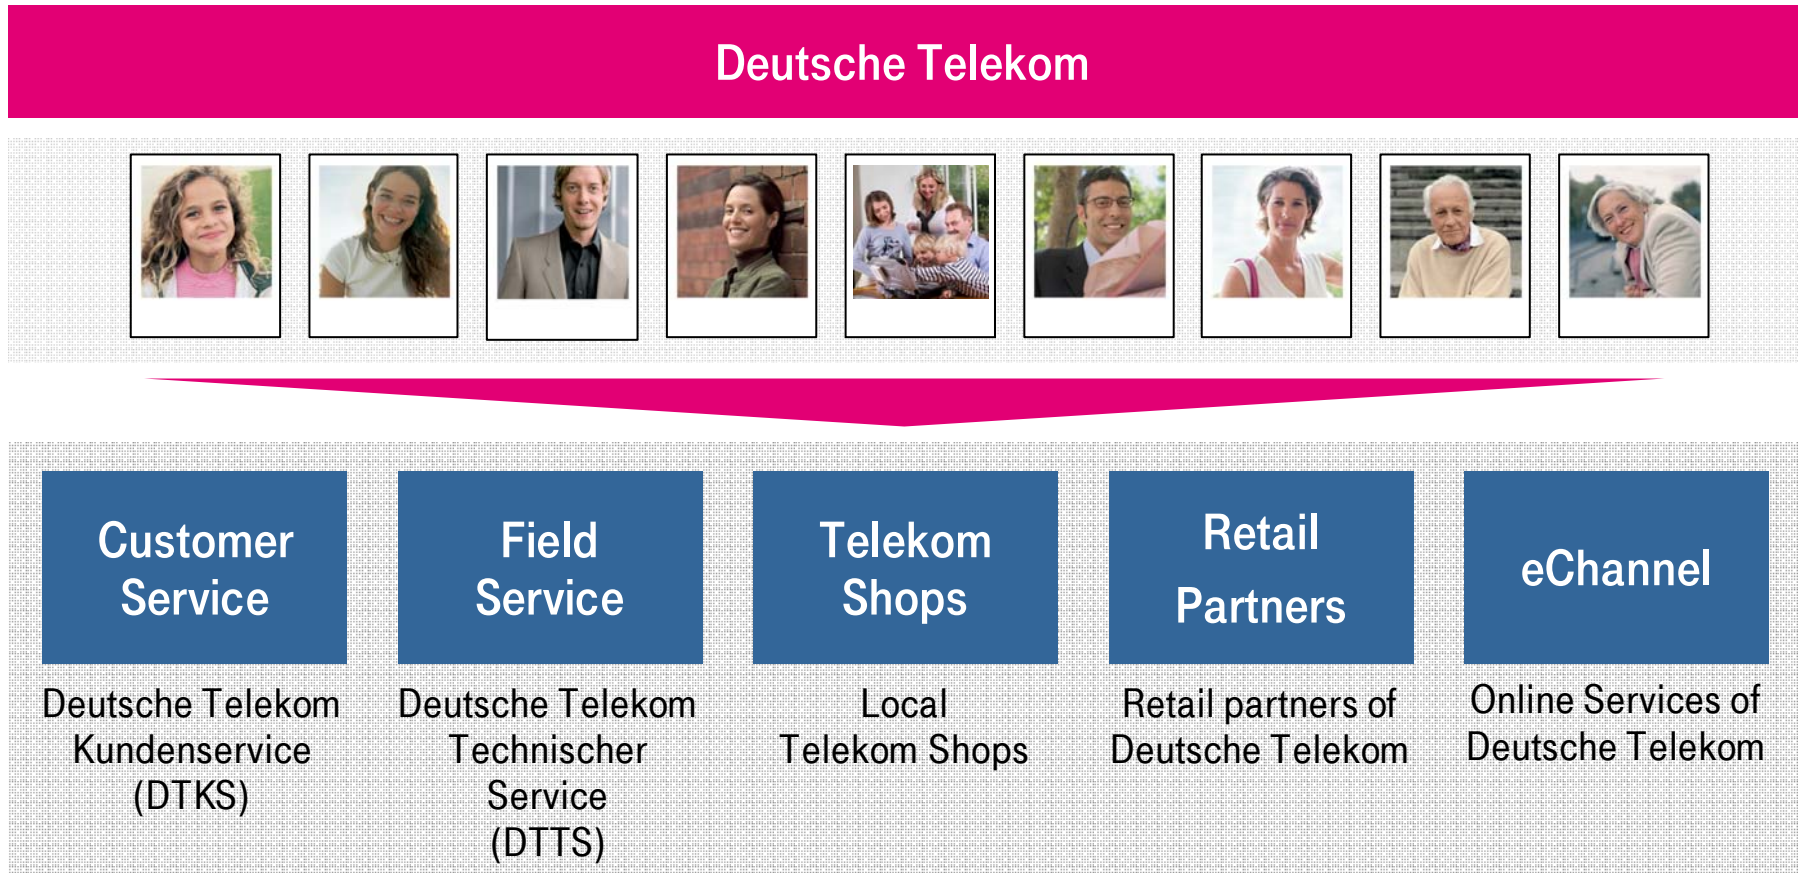 Deutsche Telekom
Customer
Service
Field
Service
Telekom
Shops
Retail
Partners
eChannel
Deutsche Telekom
Kundenservice
(DTKS)
Deutsche Telekom
Technischer
Service
(DTTS)
Local
Telekom Shops
Retail partners of
Deutsche Telekom
Online Services of
Deutsche Telekom